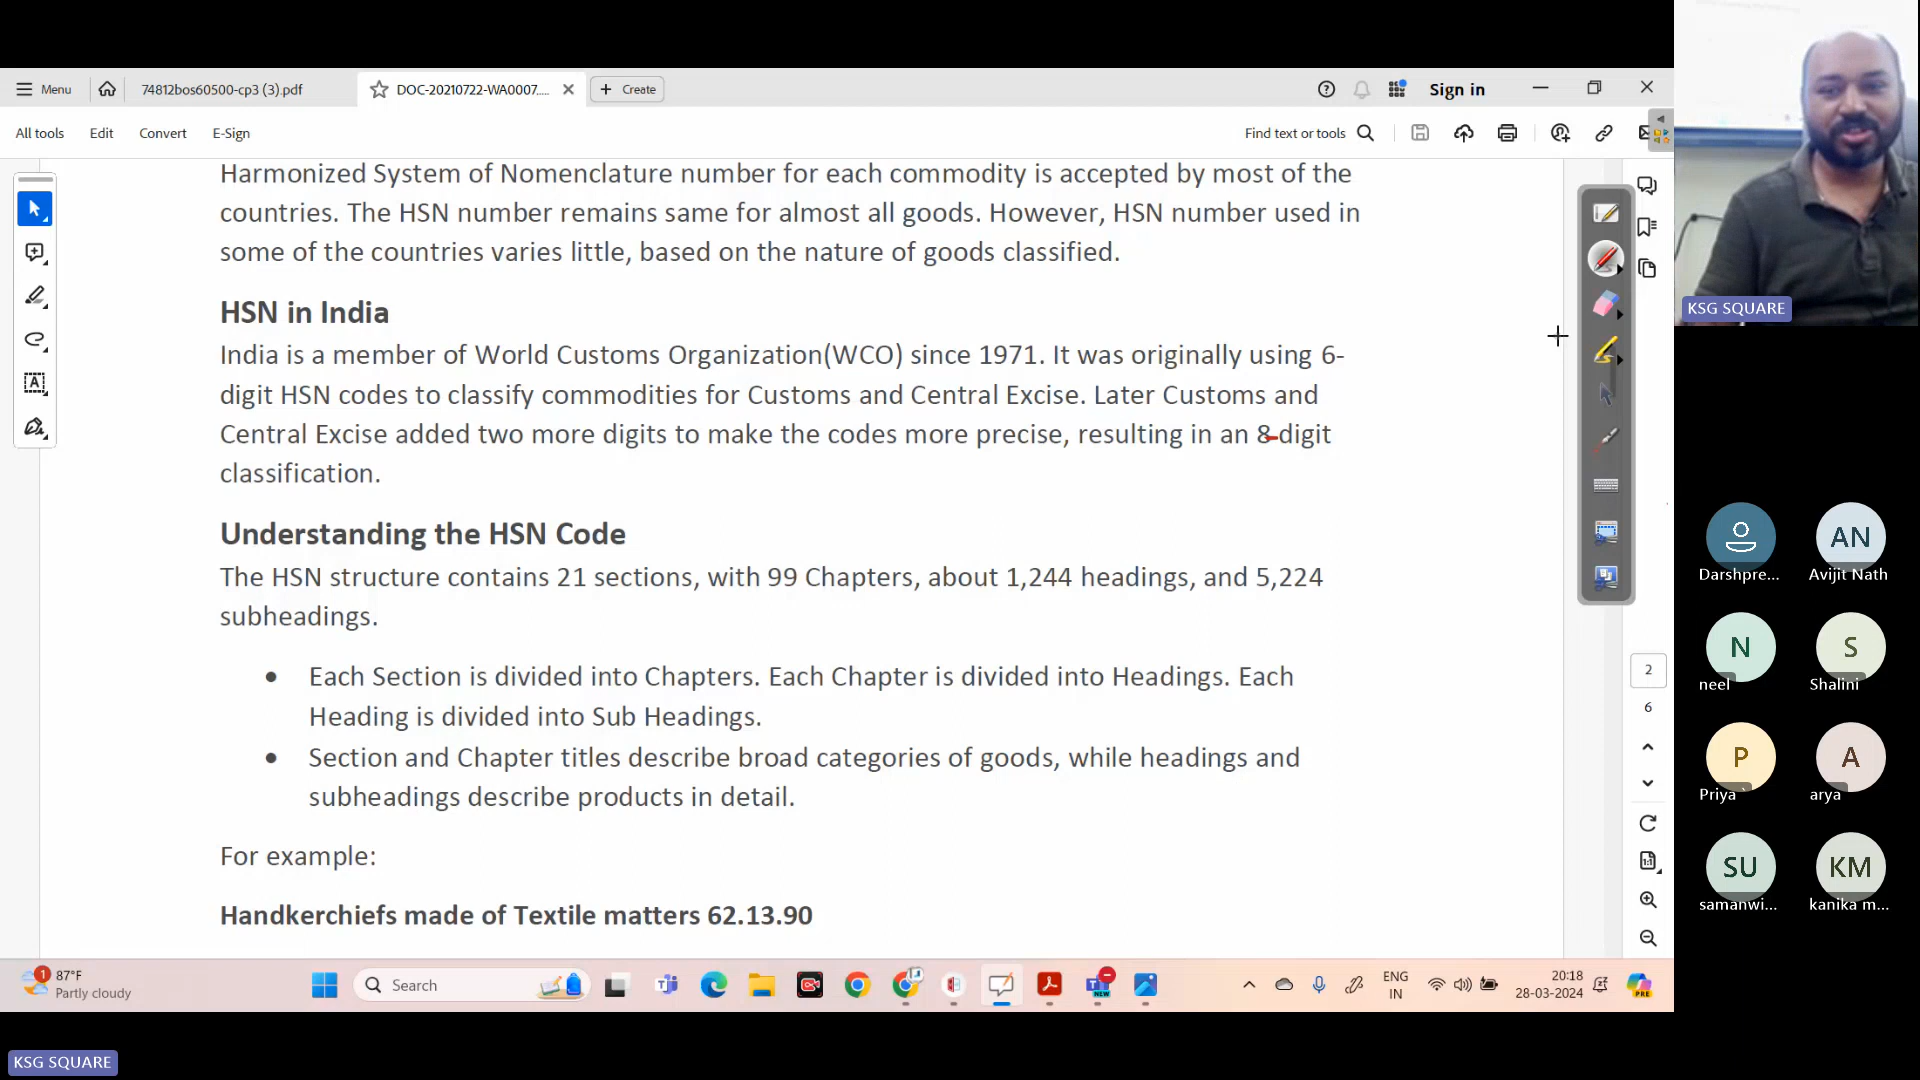 Menu
74812bos60500-cp3 (3).pdf
DOC-20210722-WA0007....
Create
Sign in
All tools
Edit
Convert
E-Sign
Find text or tools
Harmonized System of Nomenclature number for each commodity is accepted by most of the
countries. The HSN number remains same for almost all goods. However, HSN number used in
some of the countries varies little, based on the nature of goods classified.
HSN in India
India is a member of World Customs Organization(WCO) since 1971. It was originally using 6-
digit HSN codes to classify commodities for Customs and Central Excise. Later Customs and
Central Excise added two more digits to make the codes more precise, resulting in an 8-digit
classification.
Understanding the HSN Code
The HSN structure contains 21 sections, with 99 Chapters, about 1,244 headings, and 5,224
subheadings.
• Each Section is divided into Chapters. Each Chapter is divided into Headings. Each
Heading is divided into Sub Headings.
• Section and Chapter titles describe broad categories of goods, while headings and
subheadings describe products in detail.
For example:
Handkerchiefs made of Textile matters 62.13.90
2
6
KSG SQUARE
AN
Darshpre...
Avijit Nath
N
S
neel
Shalini
P
A
Priya `
arya
SU
KM
samanwi...
kanika m...
1
87°F
Partly cloudy
Search
NEW
ENG
IN
20:18
28-03-2024
PRE
KSG SQUARE